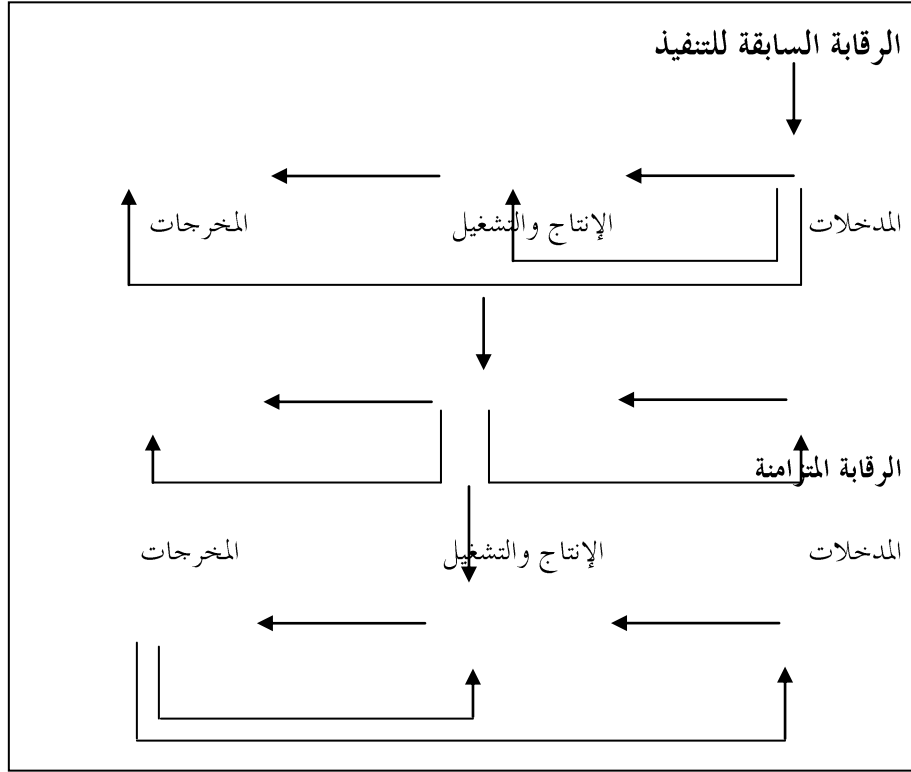 الرقابة السابقة للتنفيذ
المدخلات الإنتاج والتشغيل المخرجات
الرقابة المتزامنة
المدخلات الإنتاج والتشغيل المخرجات